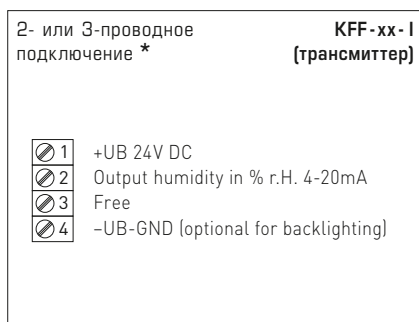 2- или 3-проводное KFF-xx-I
подключение * (трансмиттер)
1 +UB 24V DC
2 Output humidity in % r.H. 4-20mA
3 Free
4 –UB-GND (optional for backlighting)